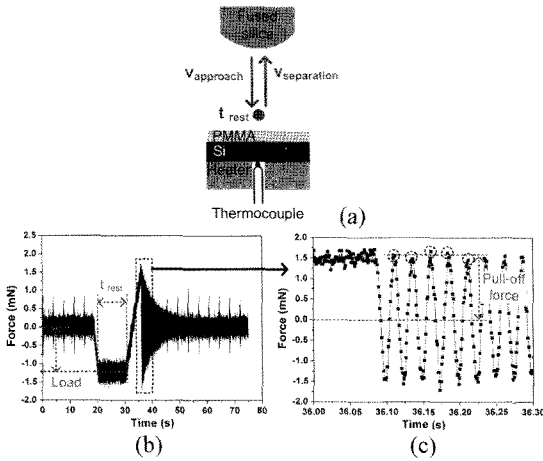 Fused
silica
Vapproach
Vseparation
t rest
PMMA
Si
Heater
Thermocouple
(a)
Force (mN)
2.5
2.0
1.5
1.0
0.5
0.0
-0.5
-1.0
-1.5
-2.0
t rest
Load
0 10 20 30 40 50 60 70 80
Time (s)
(b)
Force (mN)
2.0
1.5
1.0
0.5
0.0
-0.5
-1.0
-1.5
-2.0
Pull-off
force
36.00 36.05 36.10 36.15 36.20 36.25 36.30
Time (s)
(c)